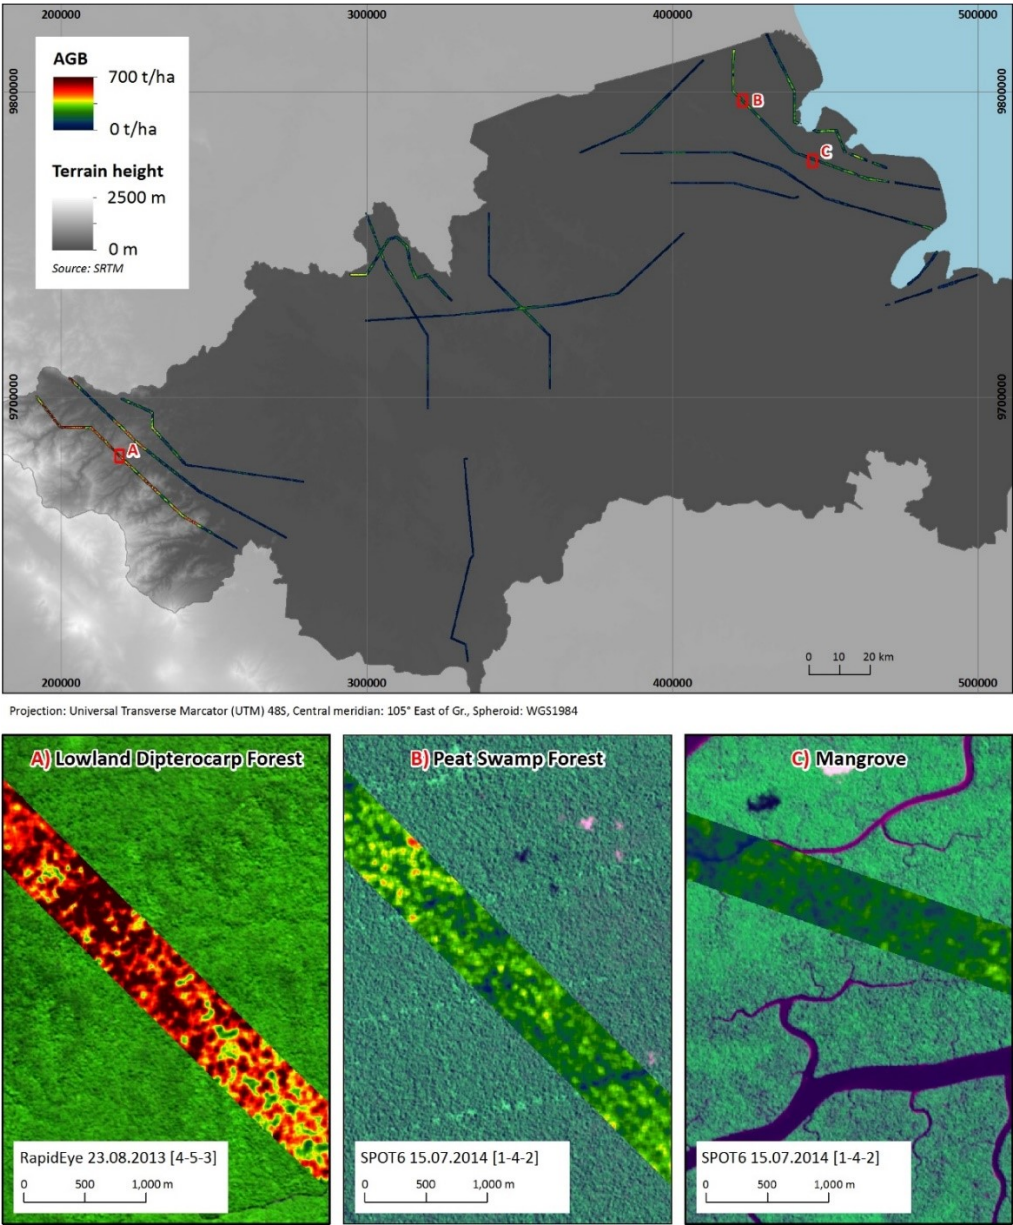 200000 300000 400000 500000
AGB
700 t/ha
0 t/ha
Terrain height
2500 m
0 m
Source: SRTM
9800000
9800000
B
C
9700000
9700000
A
0 10 20 km
200000 300000 400000 500000
Projection: Universal Transverse Marcator (UTM) 48S, Central meridian: 105° East of Gr., Spheroid: WGS1984
A) Lowland Dipterocarp Forest
RapidEye 23.08.2013 [4-5-3]
0 500 1,000 m
B) Peat Swamp Forest
SPOT6 15.07.2014 [1-4-2]
0 500 1,000 m
C) Mangrove
SPOT6 15.07.2014 [1-4-2]
0 500 1,000 m